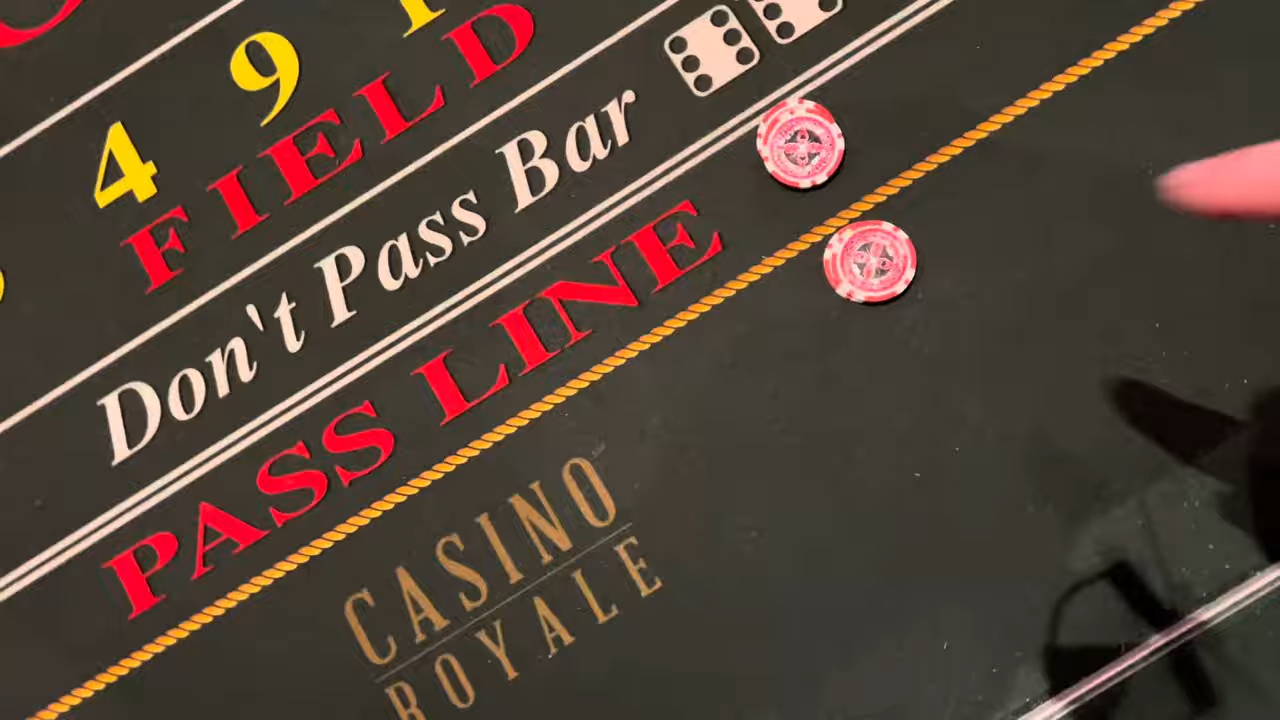 4 9
FIELD
Don't Pass Bar
PASS LINE
CASINO
ROYALE